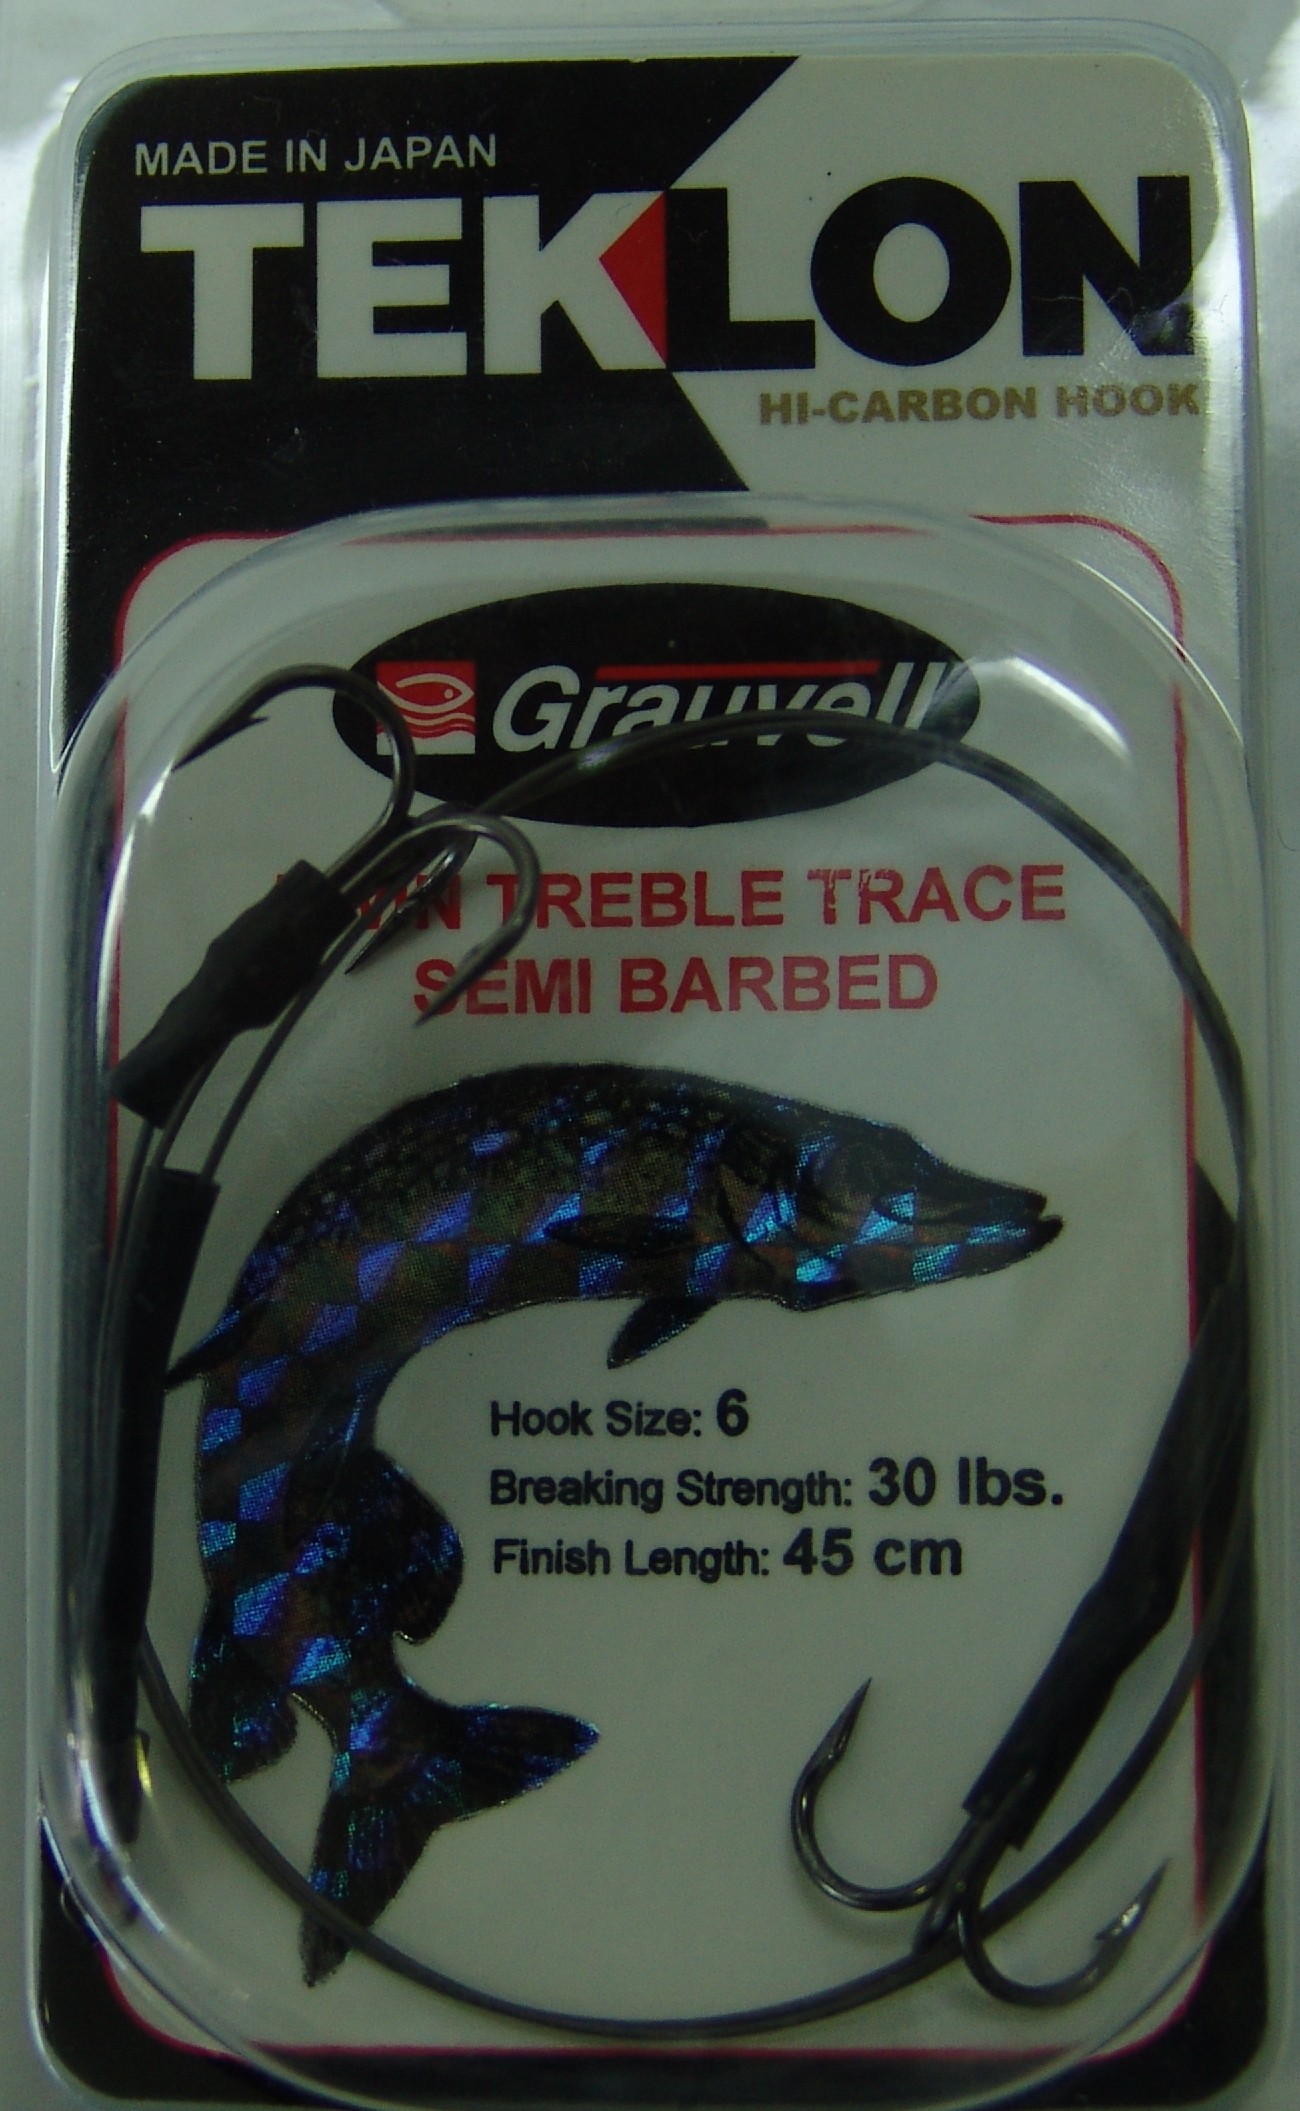 MADE IN JAPAN
TEKLON
HI-CARBON HOOK
Grauvell
TREBLE TRACE
SEMI BARBED
Hook Size: 6
Breaking Strength: 30 lbs.
Finish Length: 45 cm